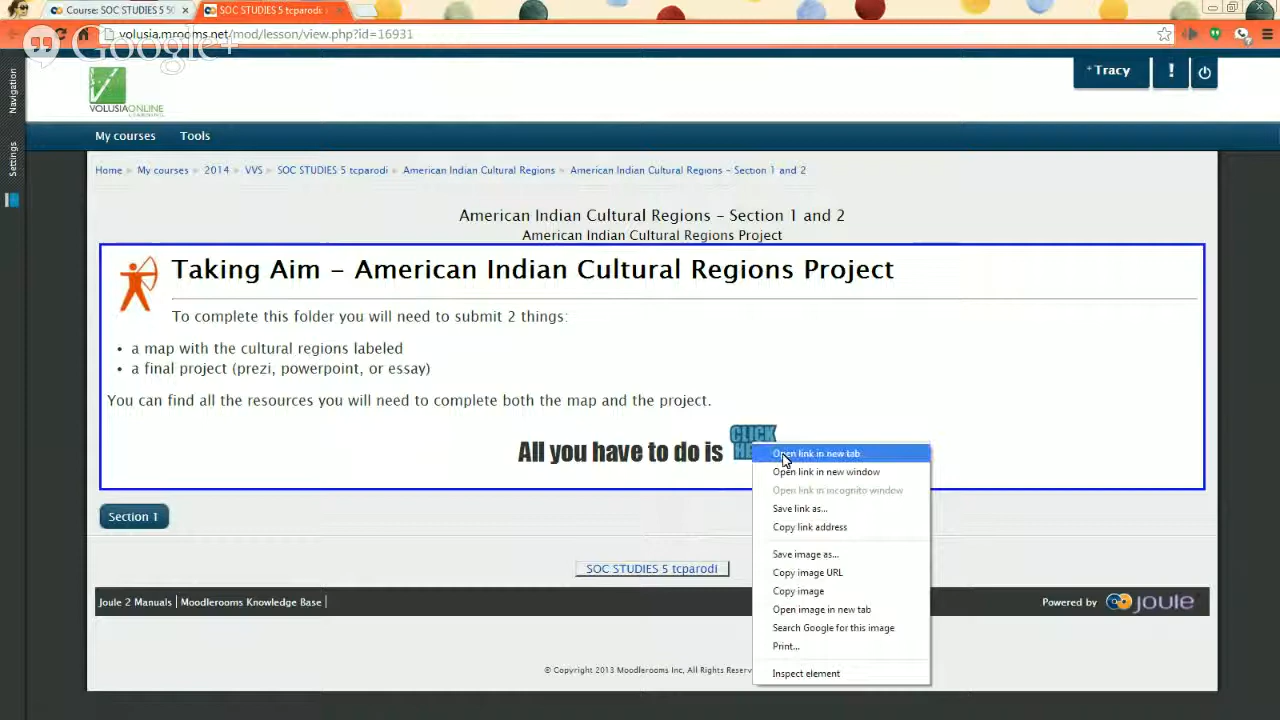 Course: SOC STUDIES 5
SOC STUDIES 5 tcparodi:
volusia.mrooms.net/mod/lesson/view.php?id=16931
Google+
Navigation
Settings
VOLUSIAONLINE
LEARNING
Tracy
!
My courses Tools
Home My courses 2014 VVS SOC STUDIES 5 tcparodi American Indian Cultural Regions American Indian Cultural Regions - Section 1 and 2
American Indian Cultural Regions - Section 1 and 2
American Indian Cultural Regions Project
Taking Aim - American Indian Cultural Regions Project
To complete this folder you will need to submit 2 things:
• a map with the cultural regions labeled
• a final project (prezi, powerpoint, or essay)
You can find all the resources you will need to complete both the map and the project.
All you have to do is CLICK
Open link in new tab
Open link in new window
Open link in incognito window
Save link as...
Copy link address
Save image as...
Copy image URL
Copy image
Open image in new tab
Search Google for this image
Print...
Inspect element
Section 1
SOC STUDIES 5 tcparodi
Joule 2 Manuals | Moodlerooms Knowledge Base |
Powered by joule
© Copyright 2013 Moodlerooms Inc, All Rights